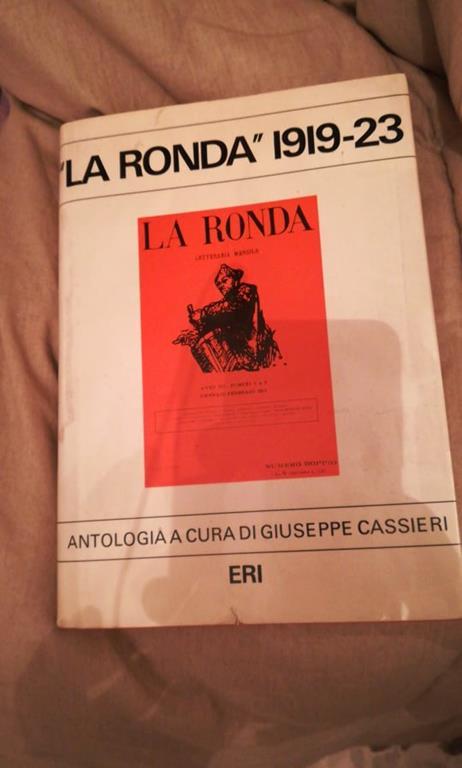 "LA RONDA" 1919-23
LA RONDA
LETTERARIA MENSILE
NUMERO DOPPIO
ANTOLOGIA A CURA DI GIUSEPPE CASSIERI
ERI